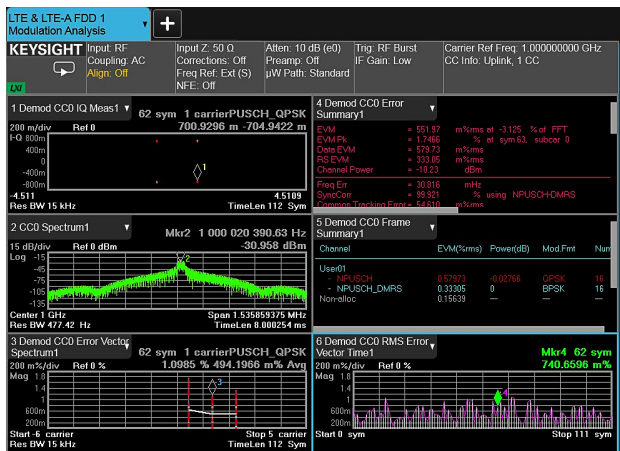 LTE & LTE-A FDD 1
Modulation Analysis
KEYSIGHT
LXI
Input: RF
Coupling: AC
Align: Off
Input Z: 50 Ω
Corrections: Off
Freq Ref: Ext (S)
NFE: Off
Atten: 10 dB (e0)
Preamp: Off
µW Path: Standard
Trig: RF Burst
IF Gain: Low
Carrier Ref Freq: 1.000000000 GHz
CC Info: Uplink, 1 CC
1 Demod CC0 IQ Meas1
62 sym 1 carrierPUSCH_QPSK
200 m/div Ref 0 700.9296 m -704.9422 m
I-Q 800m
400m
0
-400m
-800m
1
-4.511 4.5109
Res BW 15 kHz TimeLen 112 Sym
2 CC0 Spectrum1
Mkr2 1 000 020 390.63 Hz
15 dB/div Ref 0 dBm -30.958 dBm
Log -15
-45
-75
-105
-135
2
Center 1 GHz Span 1.535859375 MHz
Res BW 477.42 Hz TimeLen 8.000254 ms
3 Demod CC0 Error Vector
Spectrum1
62 sym 1 carrierPUSCH_QPSK
200 m%/div Ref 0 % 1.0985 % 494.1966 m% Avg
Mag 1.8
1.4
1
600m
200m
3
Start -6 carrier Stop 5 carrier
Res BW 15 kHz TimeLen 112 Sym
4 Demod CC0 Error
Summary1
EVM = 551.97 m%rms at -3.125 % of FFT
EVM Pk = 1.7466 % at sym 63, subcar 0
Data EVM = 579.73 m%rms
RS EVM = 333.05 m%rms
Channel Power = -10.23 dBm
Freq Err = 30.816 mHz
SyncCorr = 99.921 % using NPUSCH-DMRS
Common Tracking Error = 54.610 m%rms
5 Demod CC0 Frame
Summary1
Channel EVM(%rms) Power(dB) Mod.Fmt Num
User01
- NPUSCH 0.57973 -0.02766 QPSK 16
- NPUSCH_DMRS 0.33305 0 BPSK 16
Non-alloc 0.15639 — — —
6 Demod CC0 RMS Error
Vector Time1
Mkr4 62 sym
200 m%/div Ref 0 % 740.6596 m%
Mag 1.8
1.4
1
600m
200m
4
Start 0 sym Stop 111 sym